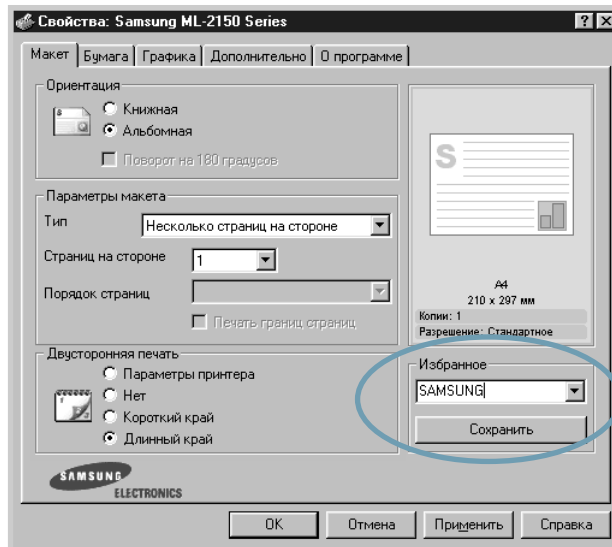 Свойства: Samsung ML-2150 Series
Макет Бумага Графика Дополнительно О программе
Ориентация
Книжная
Альбомная
Поворот на 180 градусов
Параметры макета
Тип
Несколько страниц на стороне
Страниц на стороне
1
Порядок страниц
Печать границ страниц
Двусторонняя печать
Параметры принтера
Нет
Короткий край
Длинный край
S
A4
210 x 297 мм
Копии: 1
Разрешение: Стандартное
Избранное
SAMSUNG
Сохранить
SAMSUNG
ELECTRONICS
OK Отмена Применить Справка